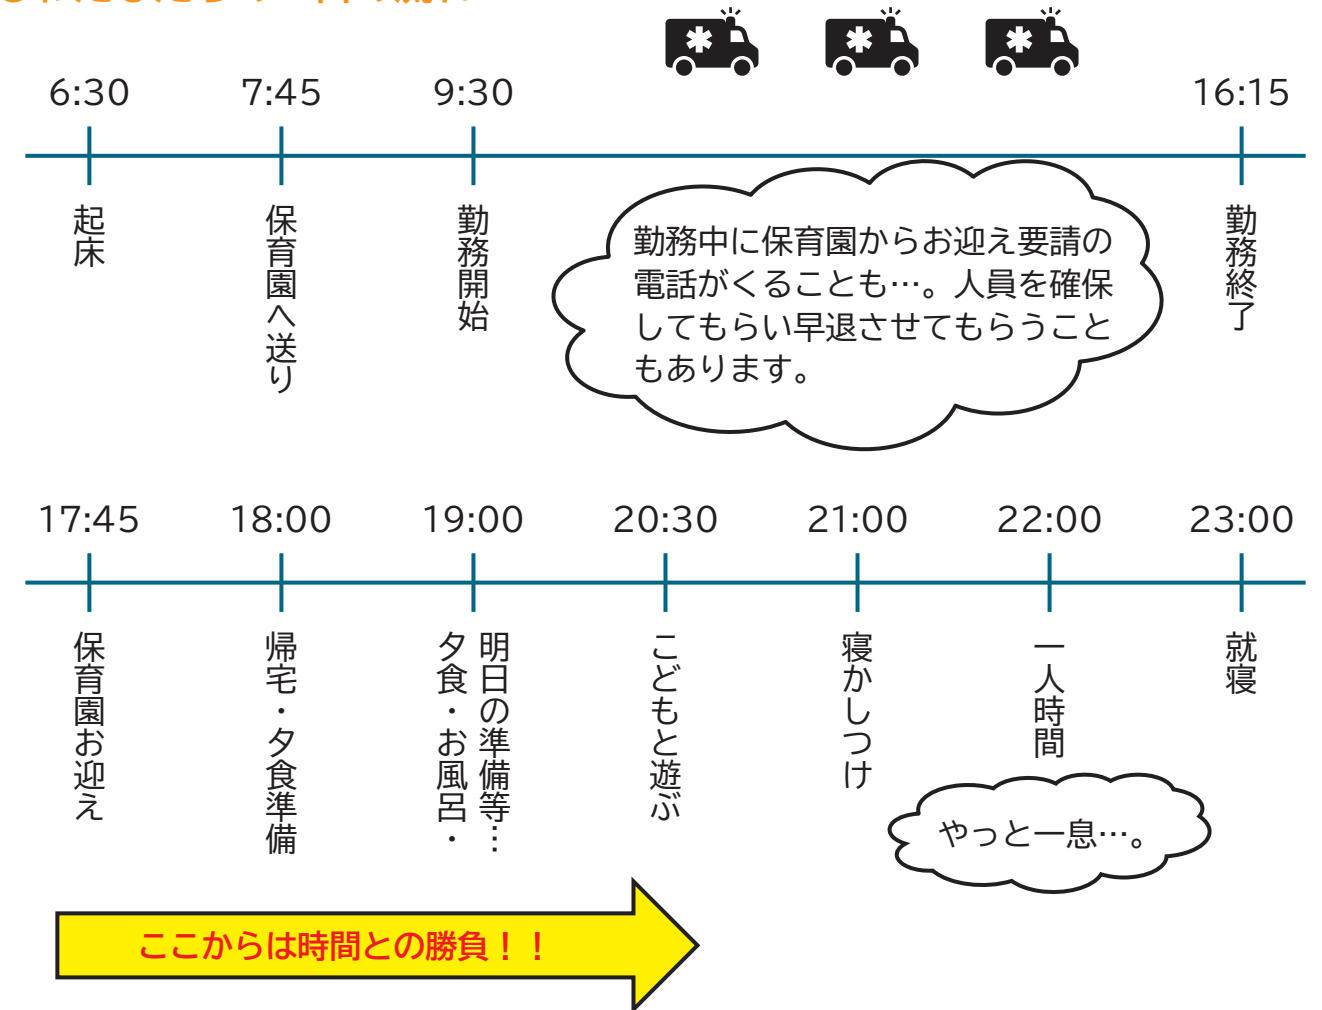 6:30
起床
7:45
保育園へ送り
9:30
勤務開始
勤務中に保育園からお迎え要請の
電話がくることも…。人員を確保
してもらい早退させてもらうこと
もあります。
16:15
勤務終了
17:45
保育園お迎え
18:00
帰宅・夕食準備
19:00
夕食・お風呂・
明日の準備等…
20:30
こどもと遊ぶ
21:00
寝かしつけ
22:00
一人時間
やっと一息…。
23:00
就寝
ここからは時間との勝負！！